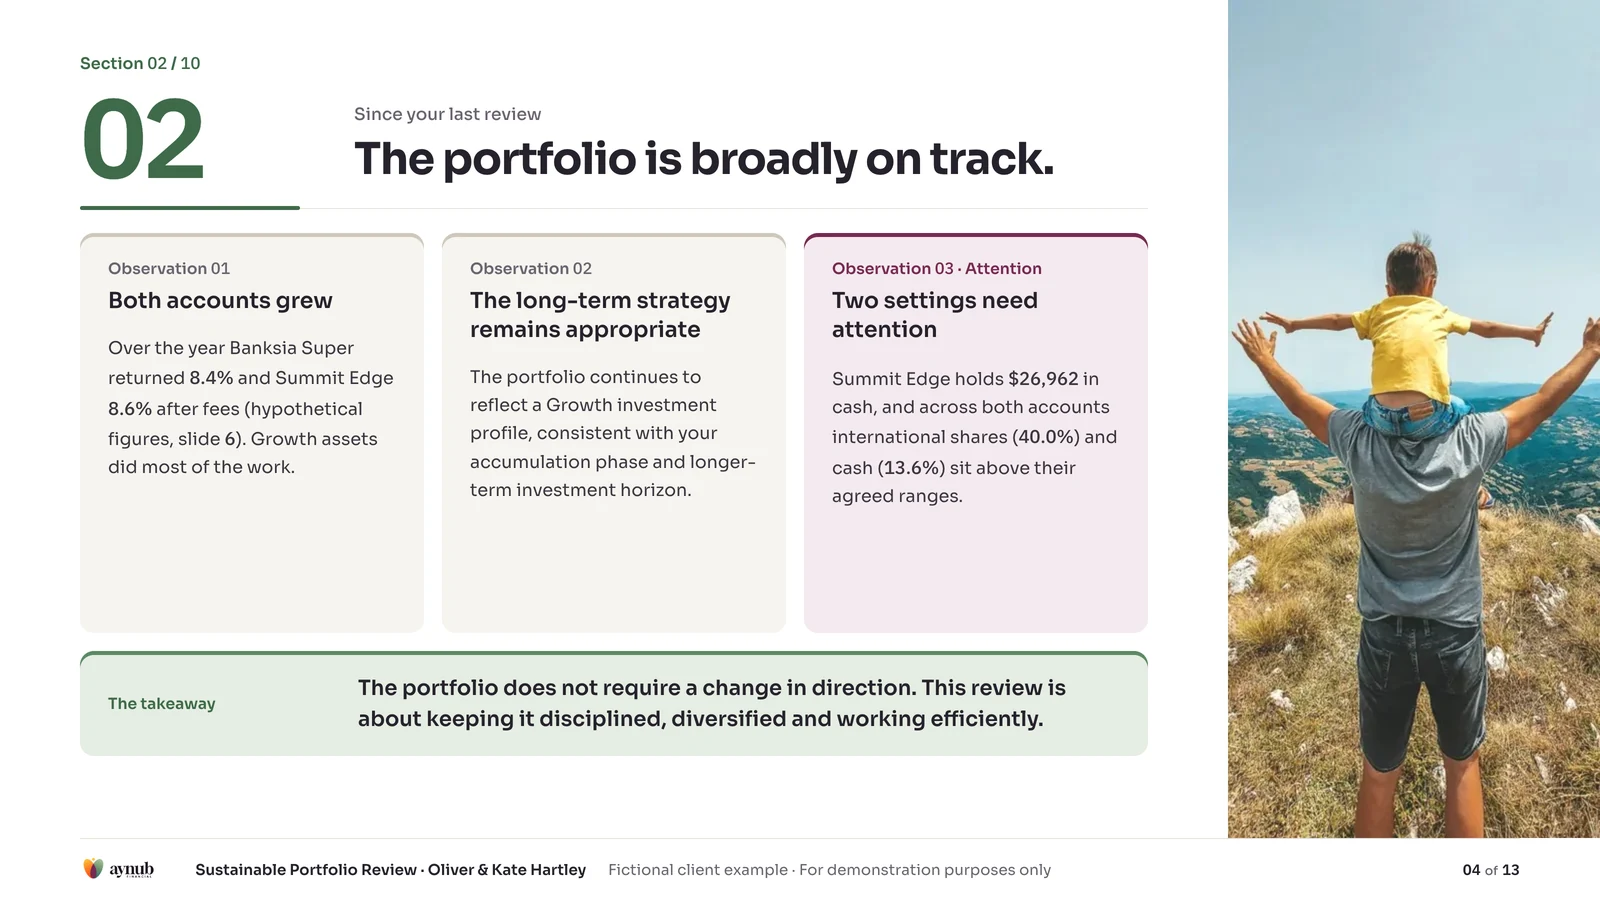 Section 02 / 10
02
Since your last review
The portfolio is broadly on track.
Observation 01
Both accounts grew
Over the year Banksia Super
returned 8.4% and Summit Edge
8.6% after fees (hypothetical
figures, slide 6). Growth assets
did most of the work.
Observation 02
The long-term strategy
remains appropriate
The portfolio continues to
reflect a Growth investment
profile, consistent with your
accumulation phase and longer-
term investment horizon.
Observation 03 · Attention
Two settings need
attention
Summit Edge holds $26,962 in
cash, and across both accounts
international shares (40.0%) and
cash (13.6%) sit above their
agreed ranges.
The takeaway
The portfolio does not require a change in direction. This review is
about keeping it disciplined, diversified and working efficiently.
aynub
FINANCIAL
Sustainable Portfolio Review · Oliver & Kate Hartley
Fictional client example · For demonstration purposes only
04 of 13